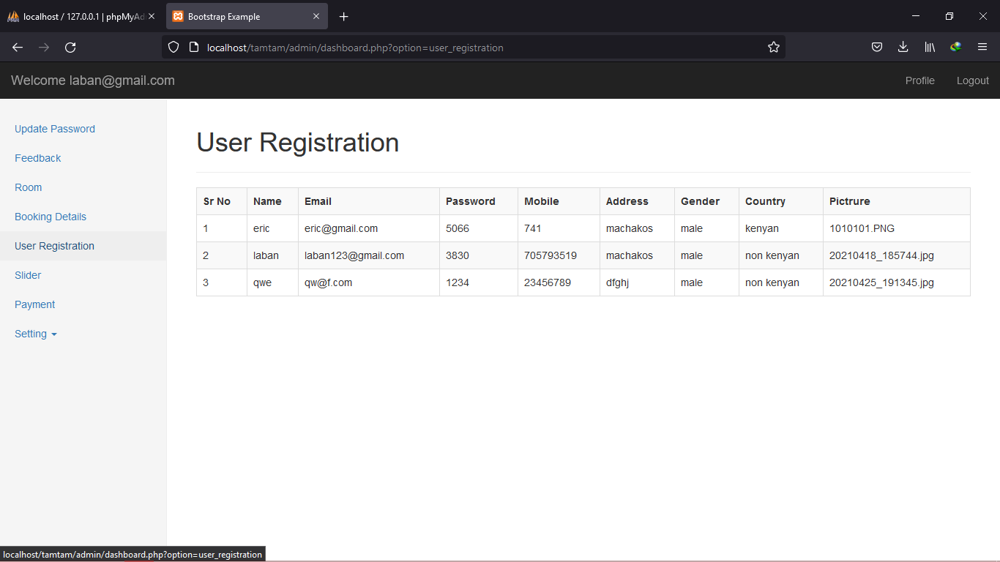 localhost / 127.0.0.1 | phpMyAd
Bootstrap Example
localhost/tamtam/admin/dashboard.php?option=user_registration
Welcome laban@gmail.com Profile Logout
Update Password
Feedback
Room
Booking Details
User Registration
Slider
Payment
Setting
User Registration
Sr No Name Email Password Mobile Address Gender Country Pictrure
1 eric eric@gmail.com 5066 741 machakos male kenyan 1010101.PNG
2 laban laban123@gmail.com 3830 705793519 machakos male non kenyan 20210418_185744.jpg
3 qwe qw@f.com 1234 23456789 dfghj male non kenyan 20210425_191345.jpg
localhost/tamtam/admin/dashboard.php?option=user_registration